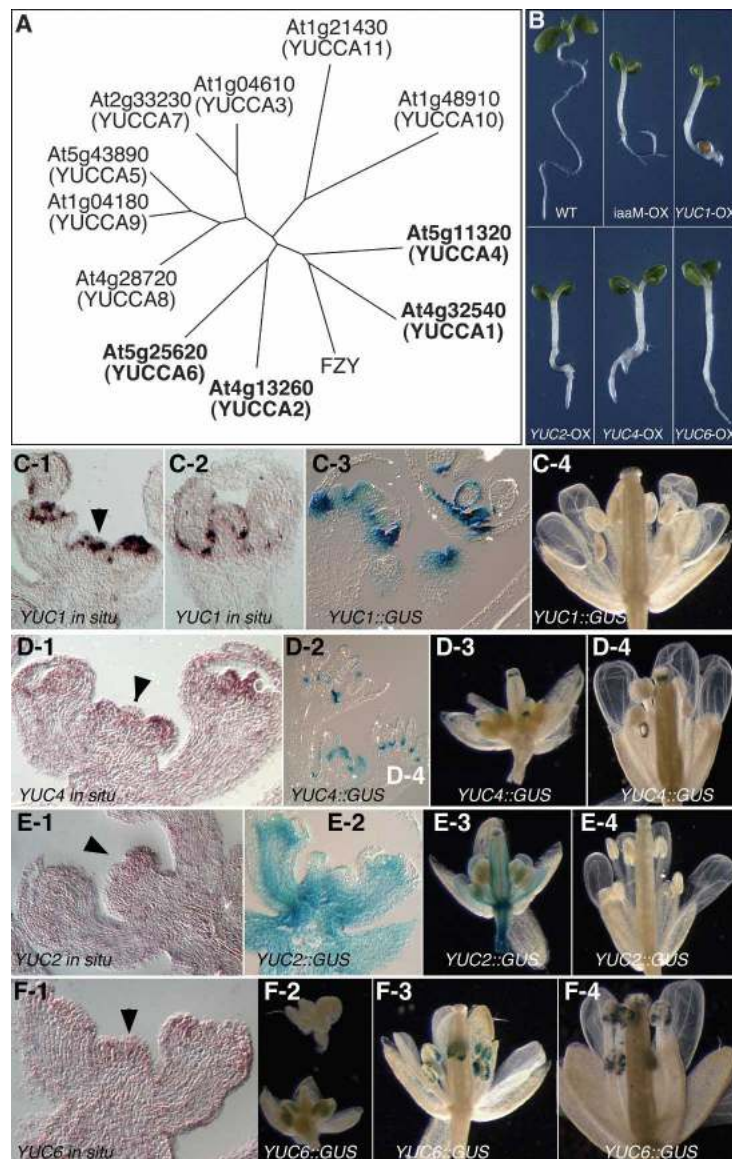 A
At1g21430
(YUCCA11)
At1g04610
(YUCCA3)
At2g33230
(YUCCA7)
At1g48910
(YUCCA10)
At5g43890
(YUCCA5)
At1g04180
(YUCCA9)
At5g11320
(YUCCA4)
At4g28720
(YUCCA8)
At4g32540
(YUCCA1)
At5g25620
(YUCCA6)
FZY
At4g13260
(YUCCA2)
B
WT
iaaM-OX
YUC1-OX
YUC2-OX
YUC4-OX
YUC6-OX
C-1
YUC1 in situ
C-2
YUC1 in situ
C-3
YUC1::GUS
C-4
YUC1::GUS
D-1
YUC4 in situ
D-2
D-4
YUC4::GUS
D-3
YUC4::GUS
D-4
YUC4::GUS
E-1
YUC2 in situ
E-2
YUC2::GUS
E-3
YUC2::GUS
E-4
YUC2::GUS
F-1
YUC6 in situ
F-2
YUC6::GUS
F-3
YUC6::GUS
F-4
YUC6::GUS